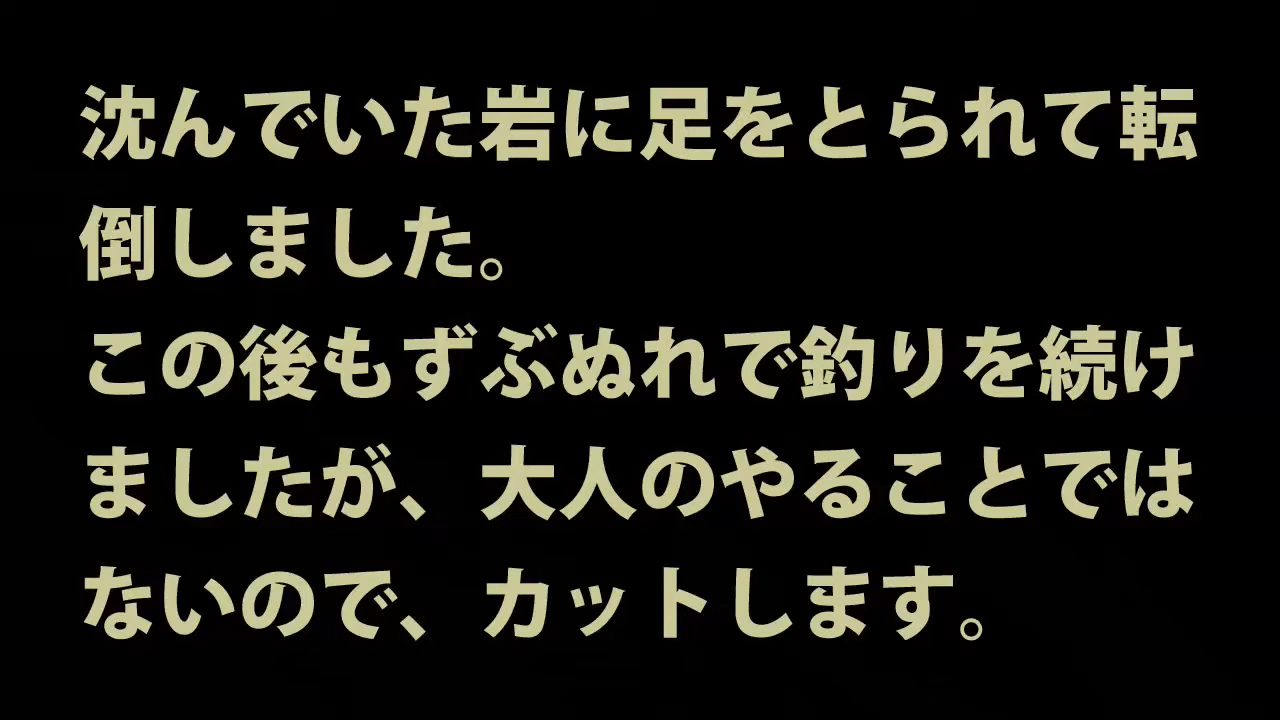 沈んでいた岩に足をとられて転
倒しました。
この後もずぶぬれで釣りを続け
ましたが、大人のやることでは
ないので、カットします。